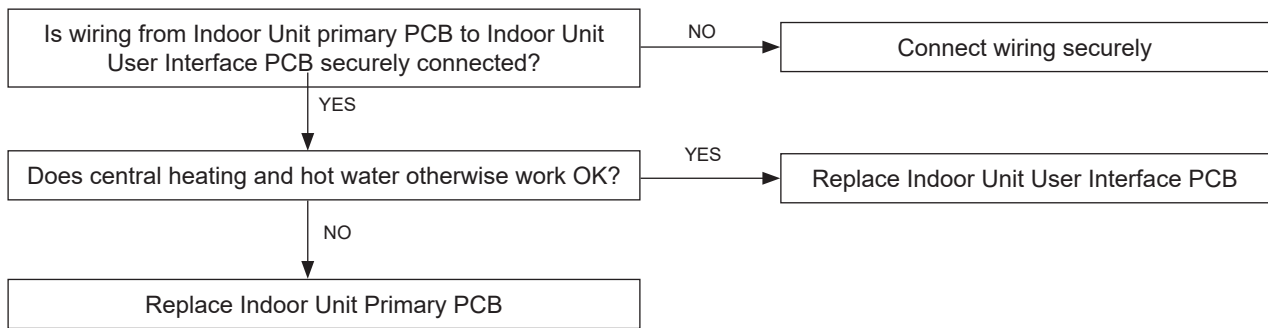 Is wiring from Indoor Unit primary PCB to Indoor Unit
User Interface PCB securely connected?
NO
Connect wiring securely
YES
Does central heating and hot water otherwise work OK?
YES
Replace Indoor Unit User Interface PCB
NO
Replace Indoor Unit Primary PCB